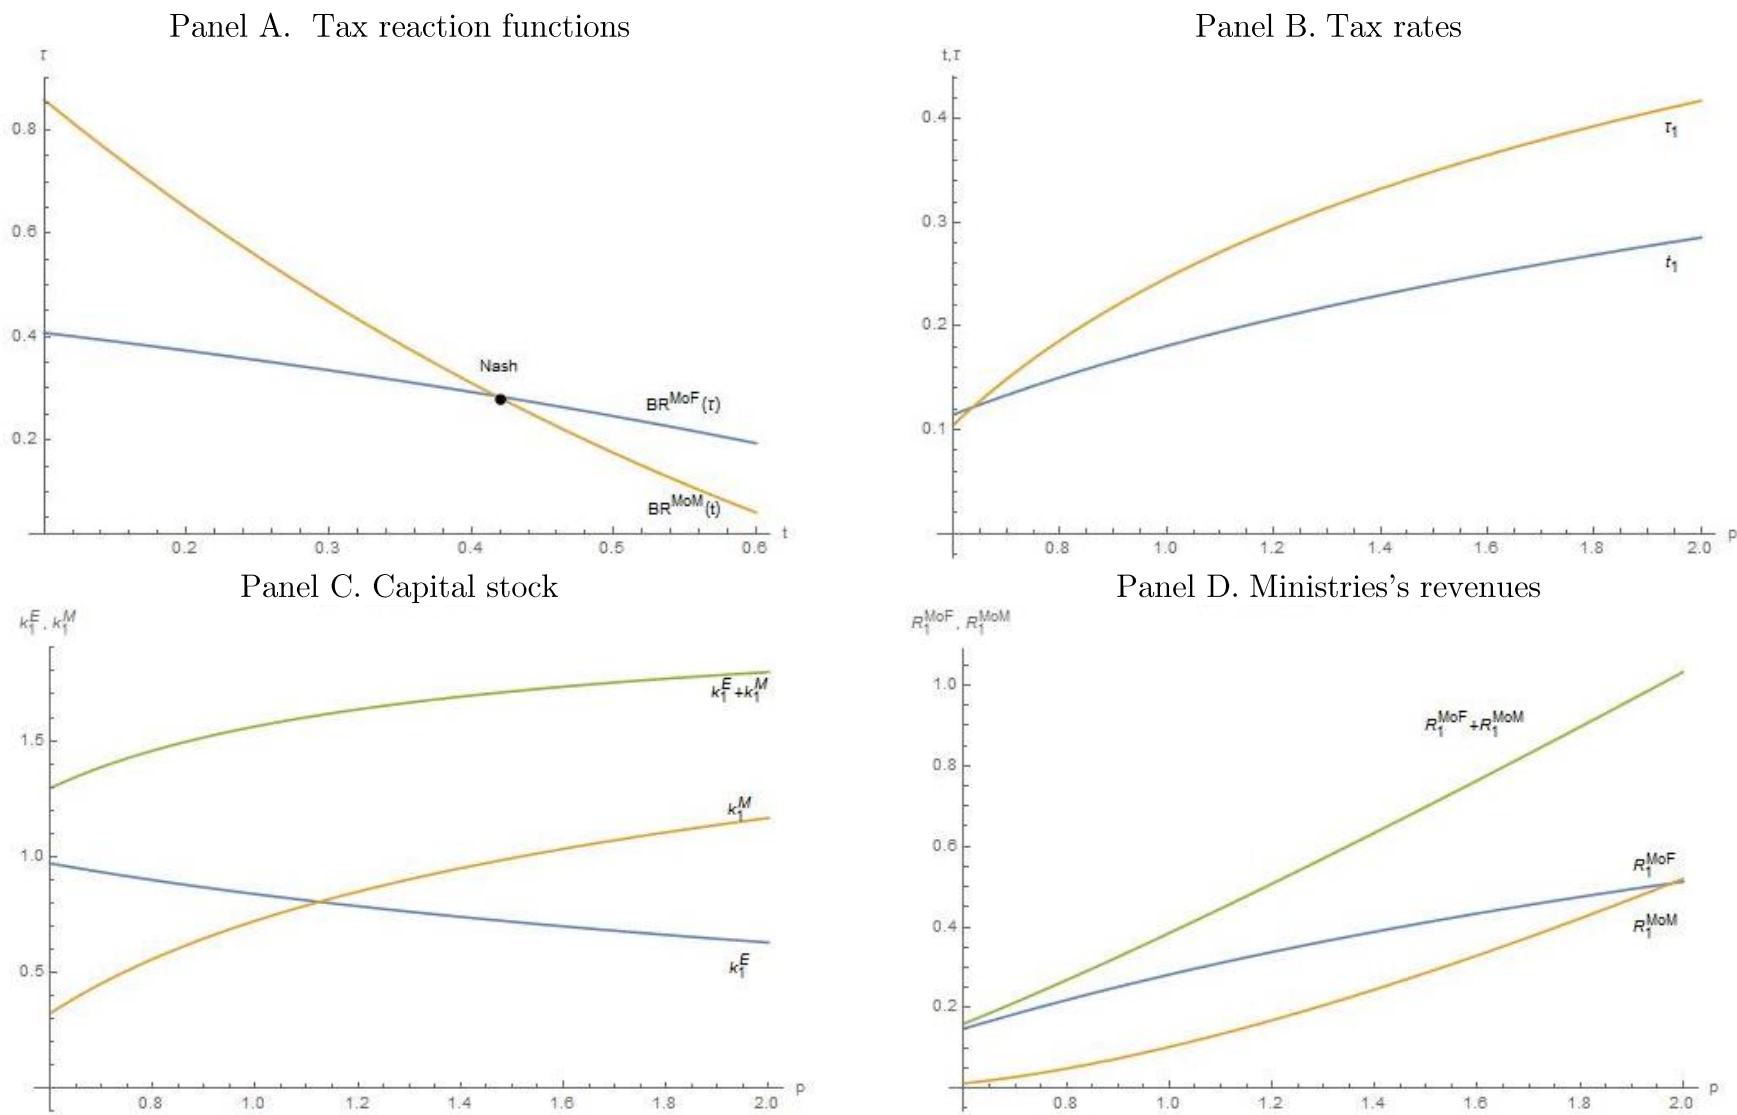 Panel A. Tax reaction functions
τ
0.8
0.6
0.4
0.2
Nash
BR^MoF(τ)
BR^MoM(t)
0.2 0.3 0.4 0.5 0.6 t
Panel B. Tax rates
t,τ
0.4
0.3
0.2
0.1
τ₁
t₁
0.8 1.0 1.2 1.4 1.6 1.8 2.0 p
Panel C. Capital stock
k₁^E, k₁^M
1.5
1.0
0.5
k₁^E+k₁^M
k₁^M
k₁^E
0.8 1.0 1.2 1.4 1.6 1.8 2.0 p
Panel D. Ministries's revenues
R₁^MoF, R₁^MoM
1.0
0.8
0.6
0.4
0.2
R₁^MoF+R₁^MoM
R₁^MoF
R₁^MoM
0.8 1.0 1.2 1.4 1.6 1.8 2.0 p